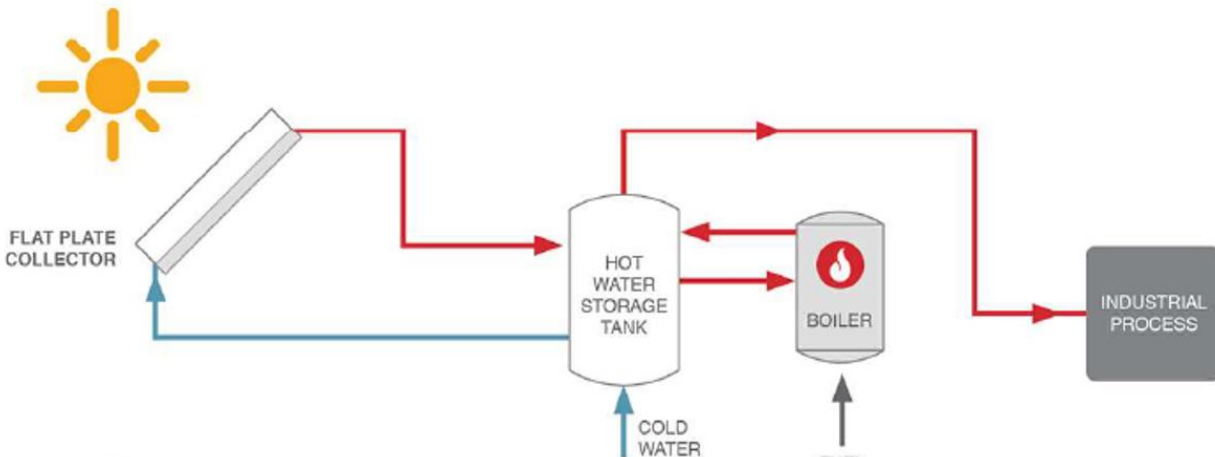 FLAT PLATE
COLLECTOR
HOT
WATER
STORAGE
TANK
BOILER
INDUSTRIAL
PROCESS
COLD
WATER